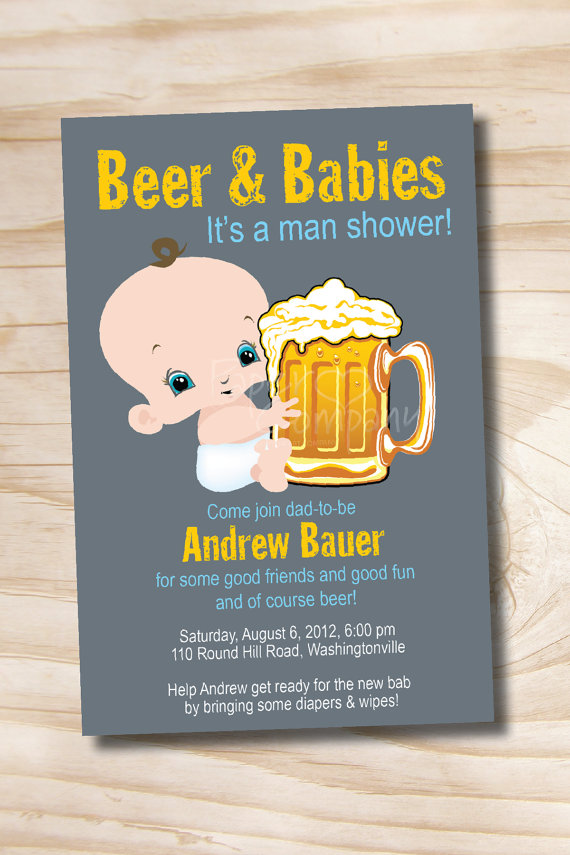 Beer & Babies
It's a man shower!
Paper
Company
Come join dad-to-be
Andrew Bauer
for some good friends and good fun
and of course beer!
Saturday, August 6, 2012, 6:00 pm
110 Round Hill Road, Washingtonville
Help Andrew get ready for the new bab
by bringing some diapers & wipes!